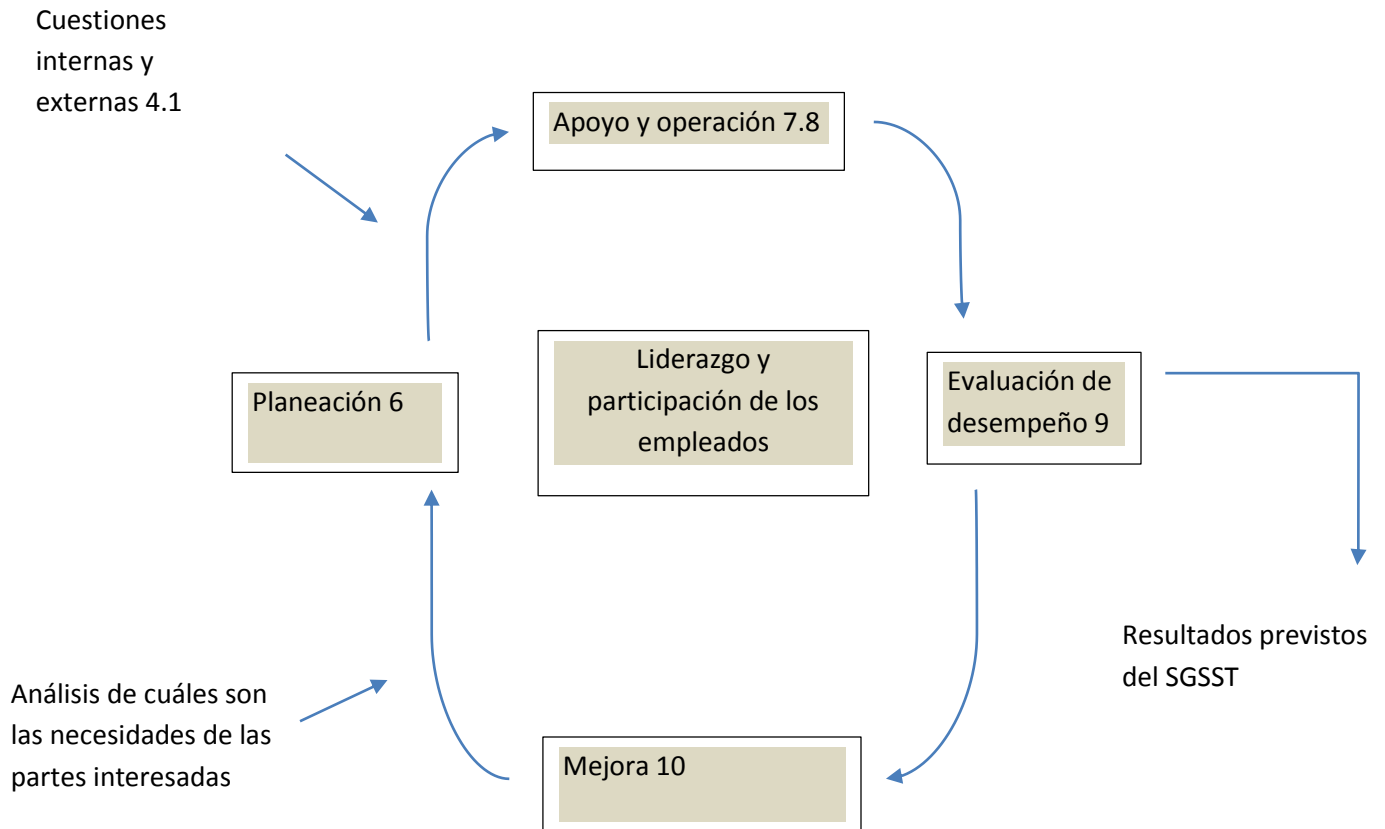 Cuestiones
internas y
externas 4.1
Apoyo y operación 7.8
Liderazgo y
participación de los
empleados
Planeación 6
Evaluación de
desempeño 9
Resultados previstos
del SGSST
Análisis de cuáles son
las necesidades de las
partes interesadas
Mejora 10